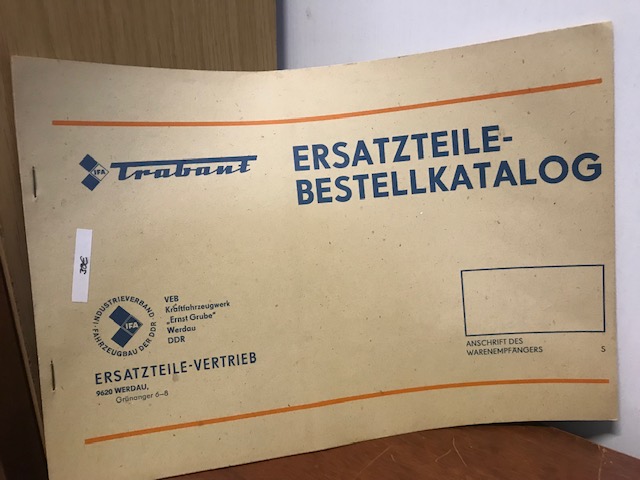 IFA
Trabant
ERSATZTEILE-
BESTELLKATALOG
INDUSTRIEVERBAND
FAHRZEUGBAU DER DDR
IFA
VEB
Kraftfahrzeugwerk
„Ernst Grube"
Werdau
DDR
ERSATZTEILE-VERTRIEB
9620 WERDAU,
Grünanger 6-8
ANSCHRIFT DES
WARENEMPFÄNGERS
S